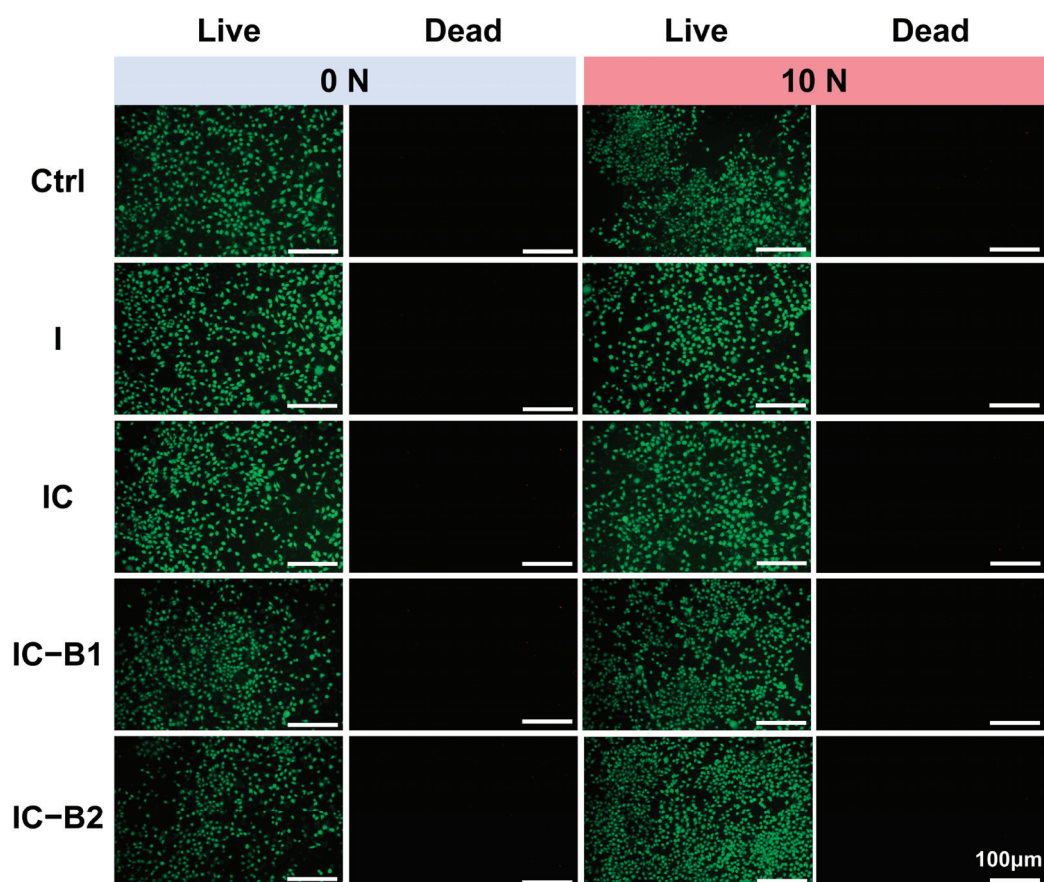 Live Dead Live Dead
0 N 10 N
Ctrl
I
IC
IC−B1
IC−B2
100μm